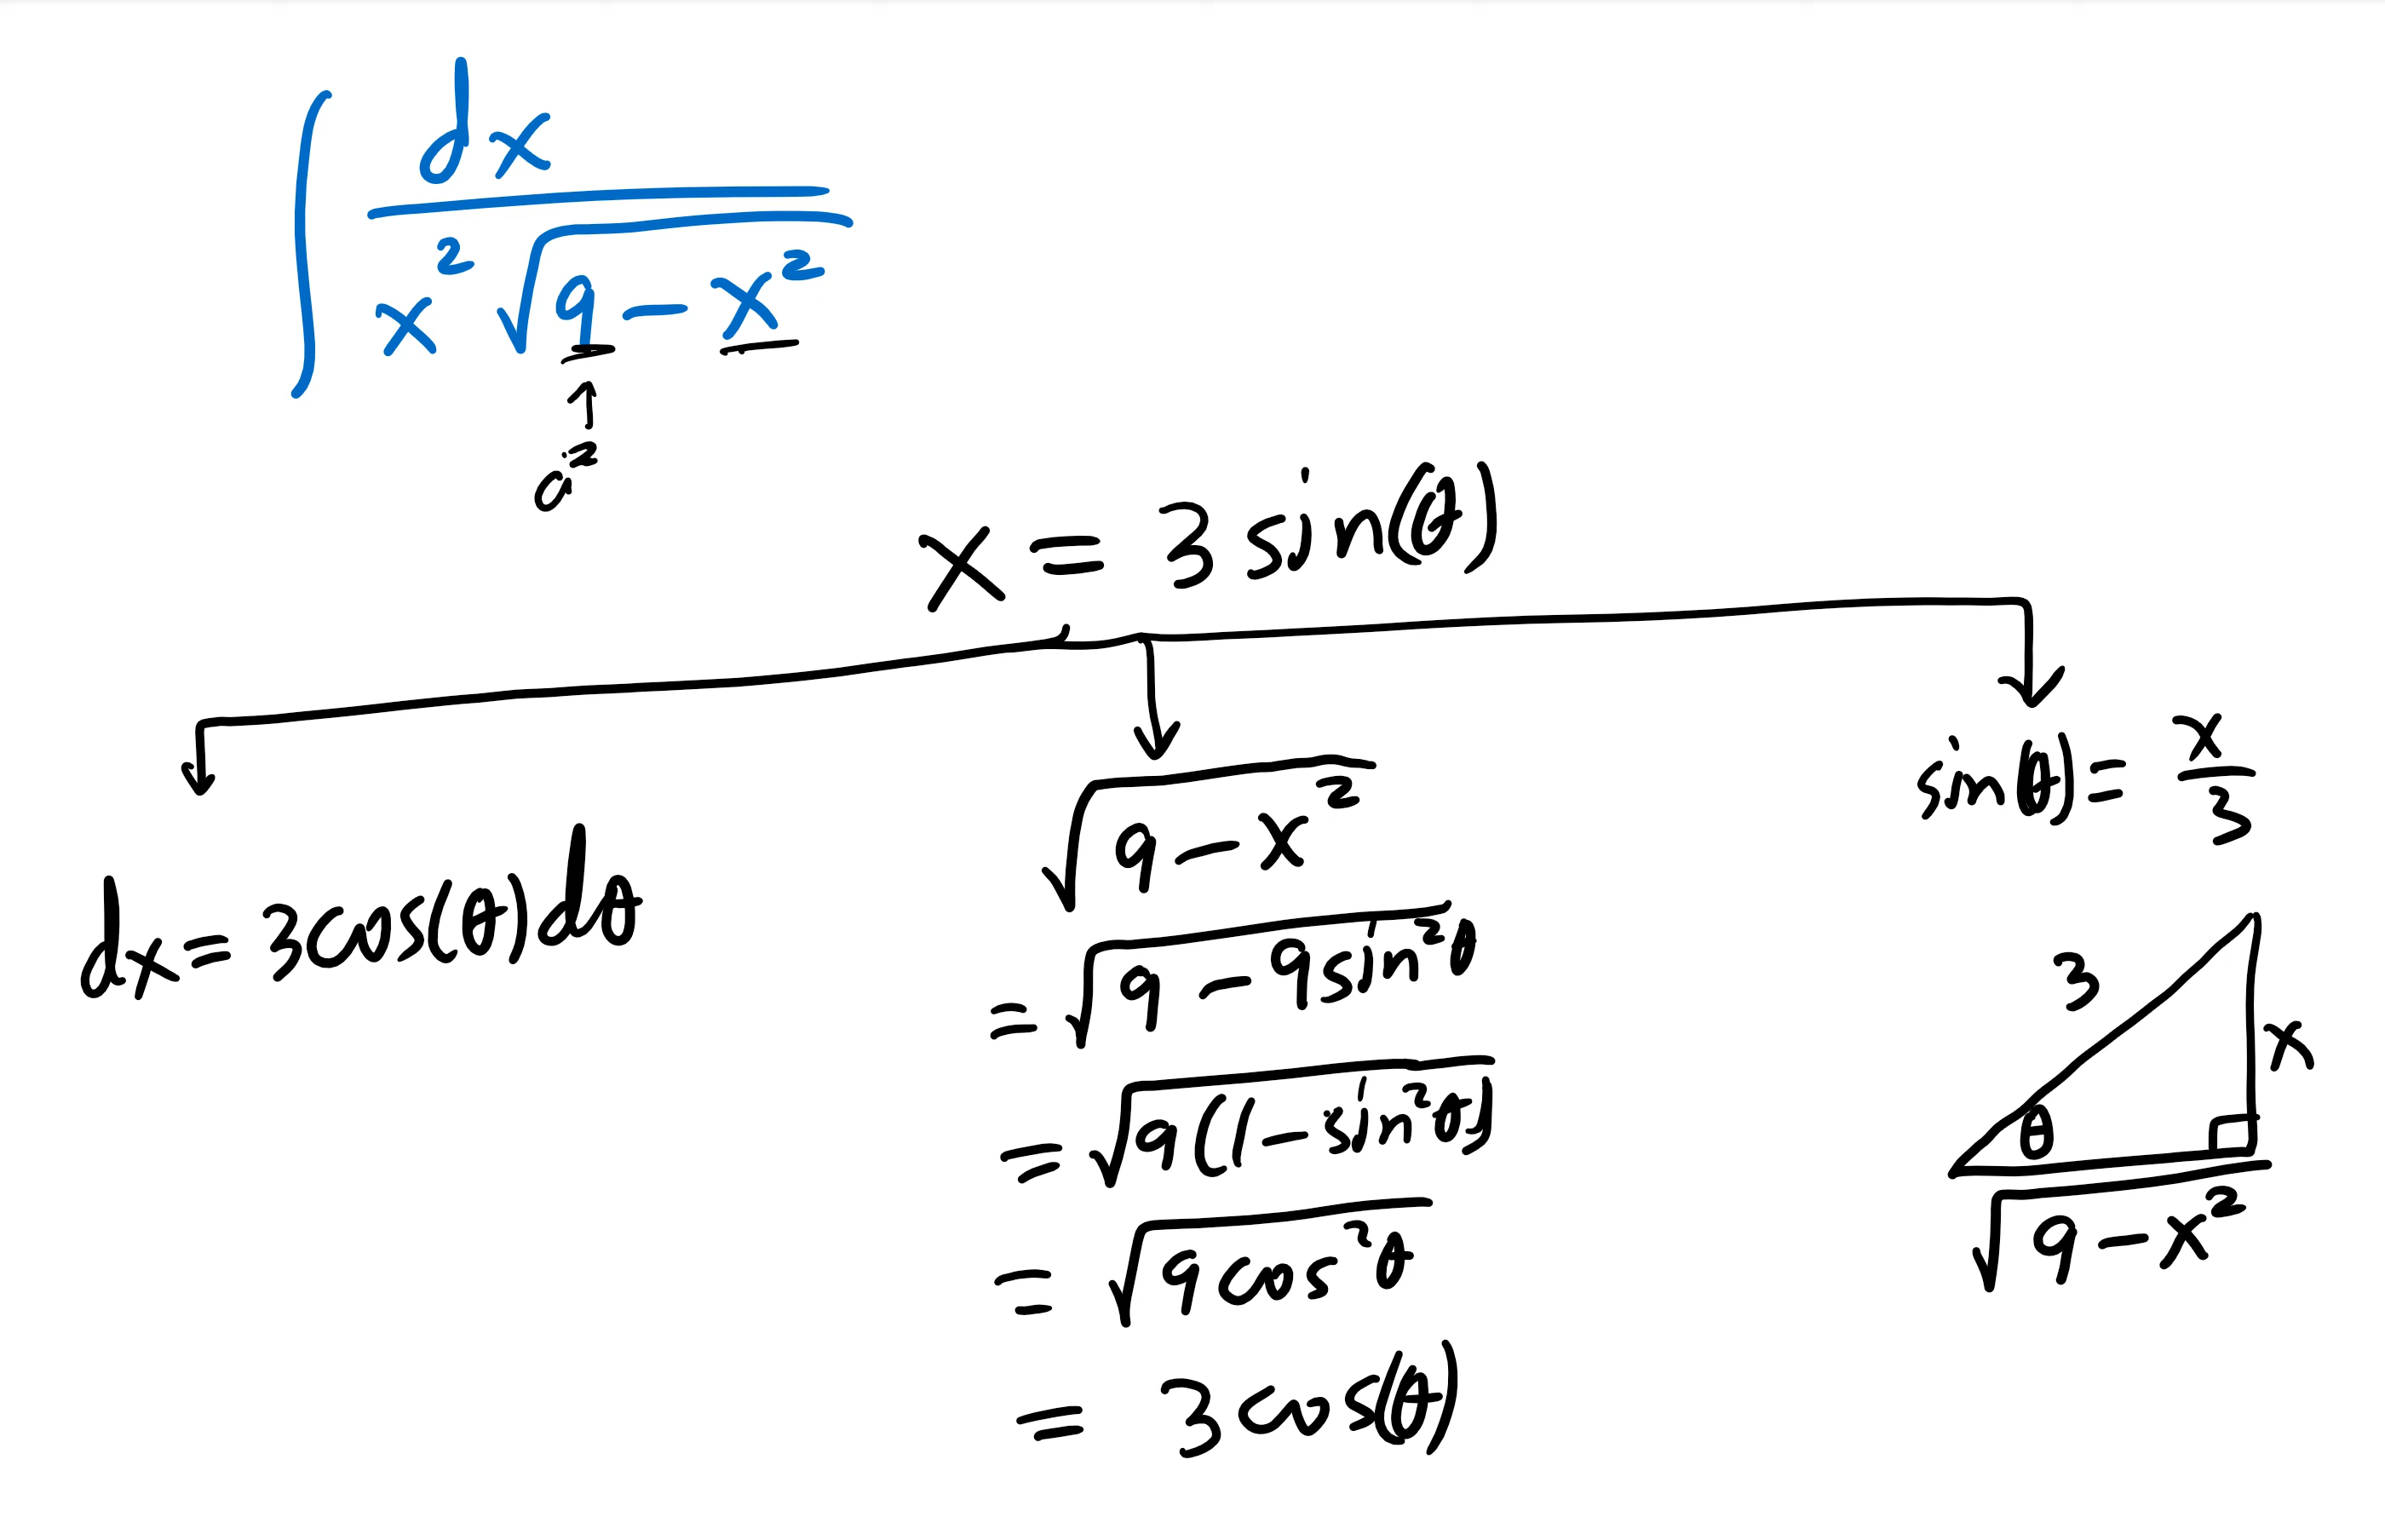 ∫ dx / (x² √(9 − x²))
↑
a²
x = 3 sin(θ)
dx = 3cos(θ)dθ
√(9 − x²)
= √(9 − 9sin²θ)
= √(9(1 − sin²θ))
= √(9cos²θ)
= 3cos(θ)
sin(θ) = x/3
3
x
θ
√(9 − x²)